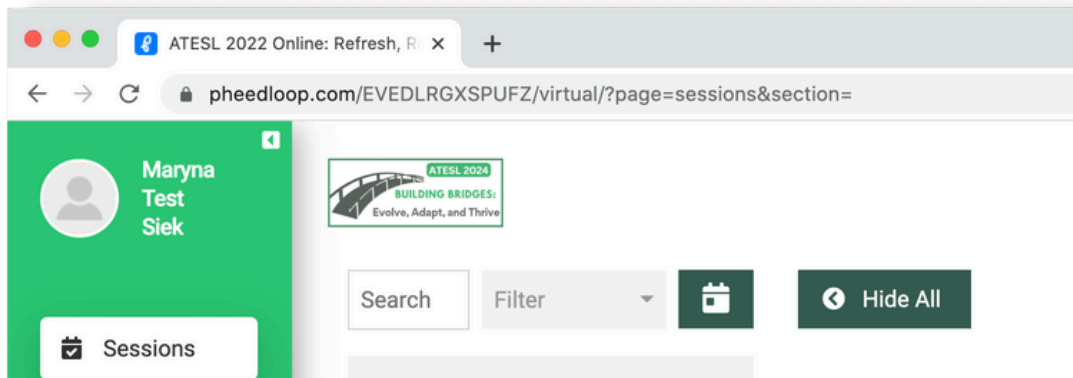 ATESL 2022 Online: Refresh, R
pheedloop.com/EVEDLRGXSPUFZ/virtual/?page=sessions&section=
Maryna
Test
Siek
ATESL 2024
BUILDING BRIDGES:
Evolve, Adapt, and Thrive
Search
Filter
Hide All
Sessions